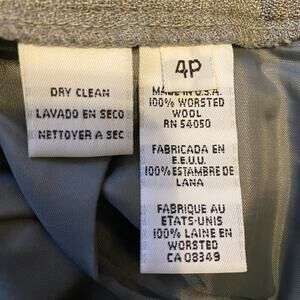 DRY CLEAN
LAVADO EN SECO
NETTOYER A SEC
4P
MADE IN U.S.A.
100% WORSTED
WOOL
RN 54050
FABRICADA EN
E.E.U.U.
100% ESTAMBRE DE
LANA
FABRIQUE AU
ETATS-UNIS
100% LAINE EN
WORSTED
CA 08349